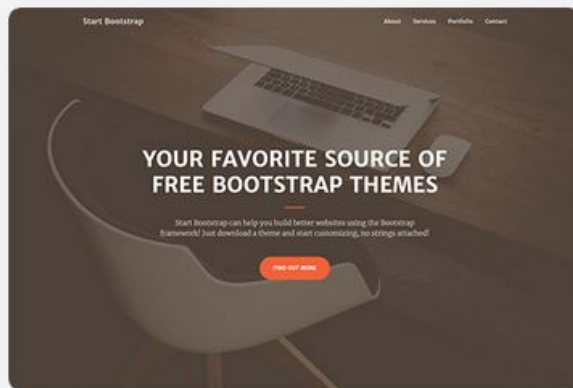 Start Bootstrap
About Services Portfolio Contact
YOUR FAVORITE SOURCE OF
FREE BOOTSTRAP THEMES
Start Bootstrap can help you build better websites using the Bootstrap
framework! Just download a theme and start customizing, no strings attached!
FIND OUT MORE